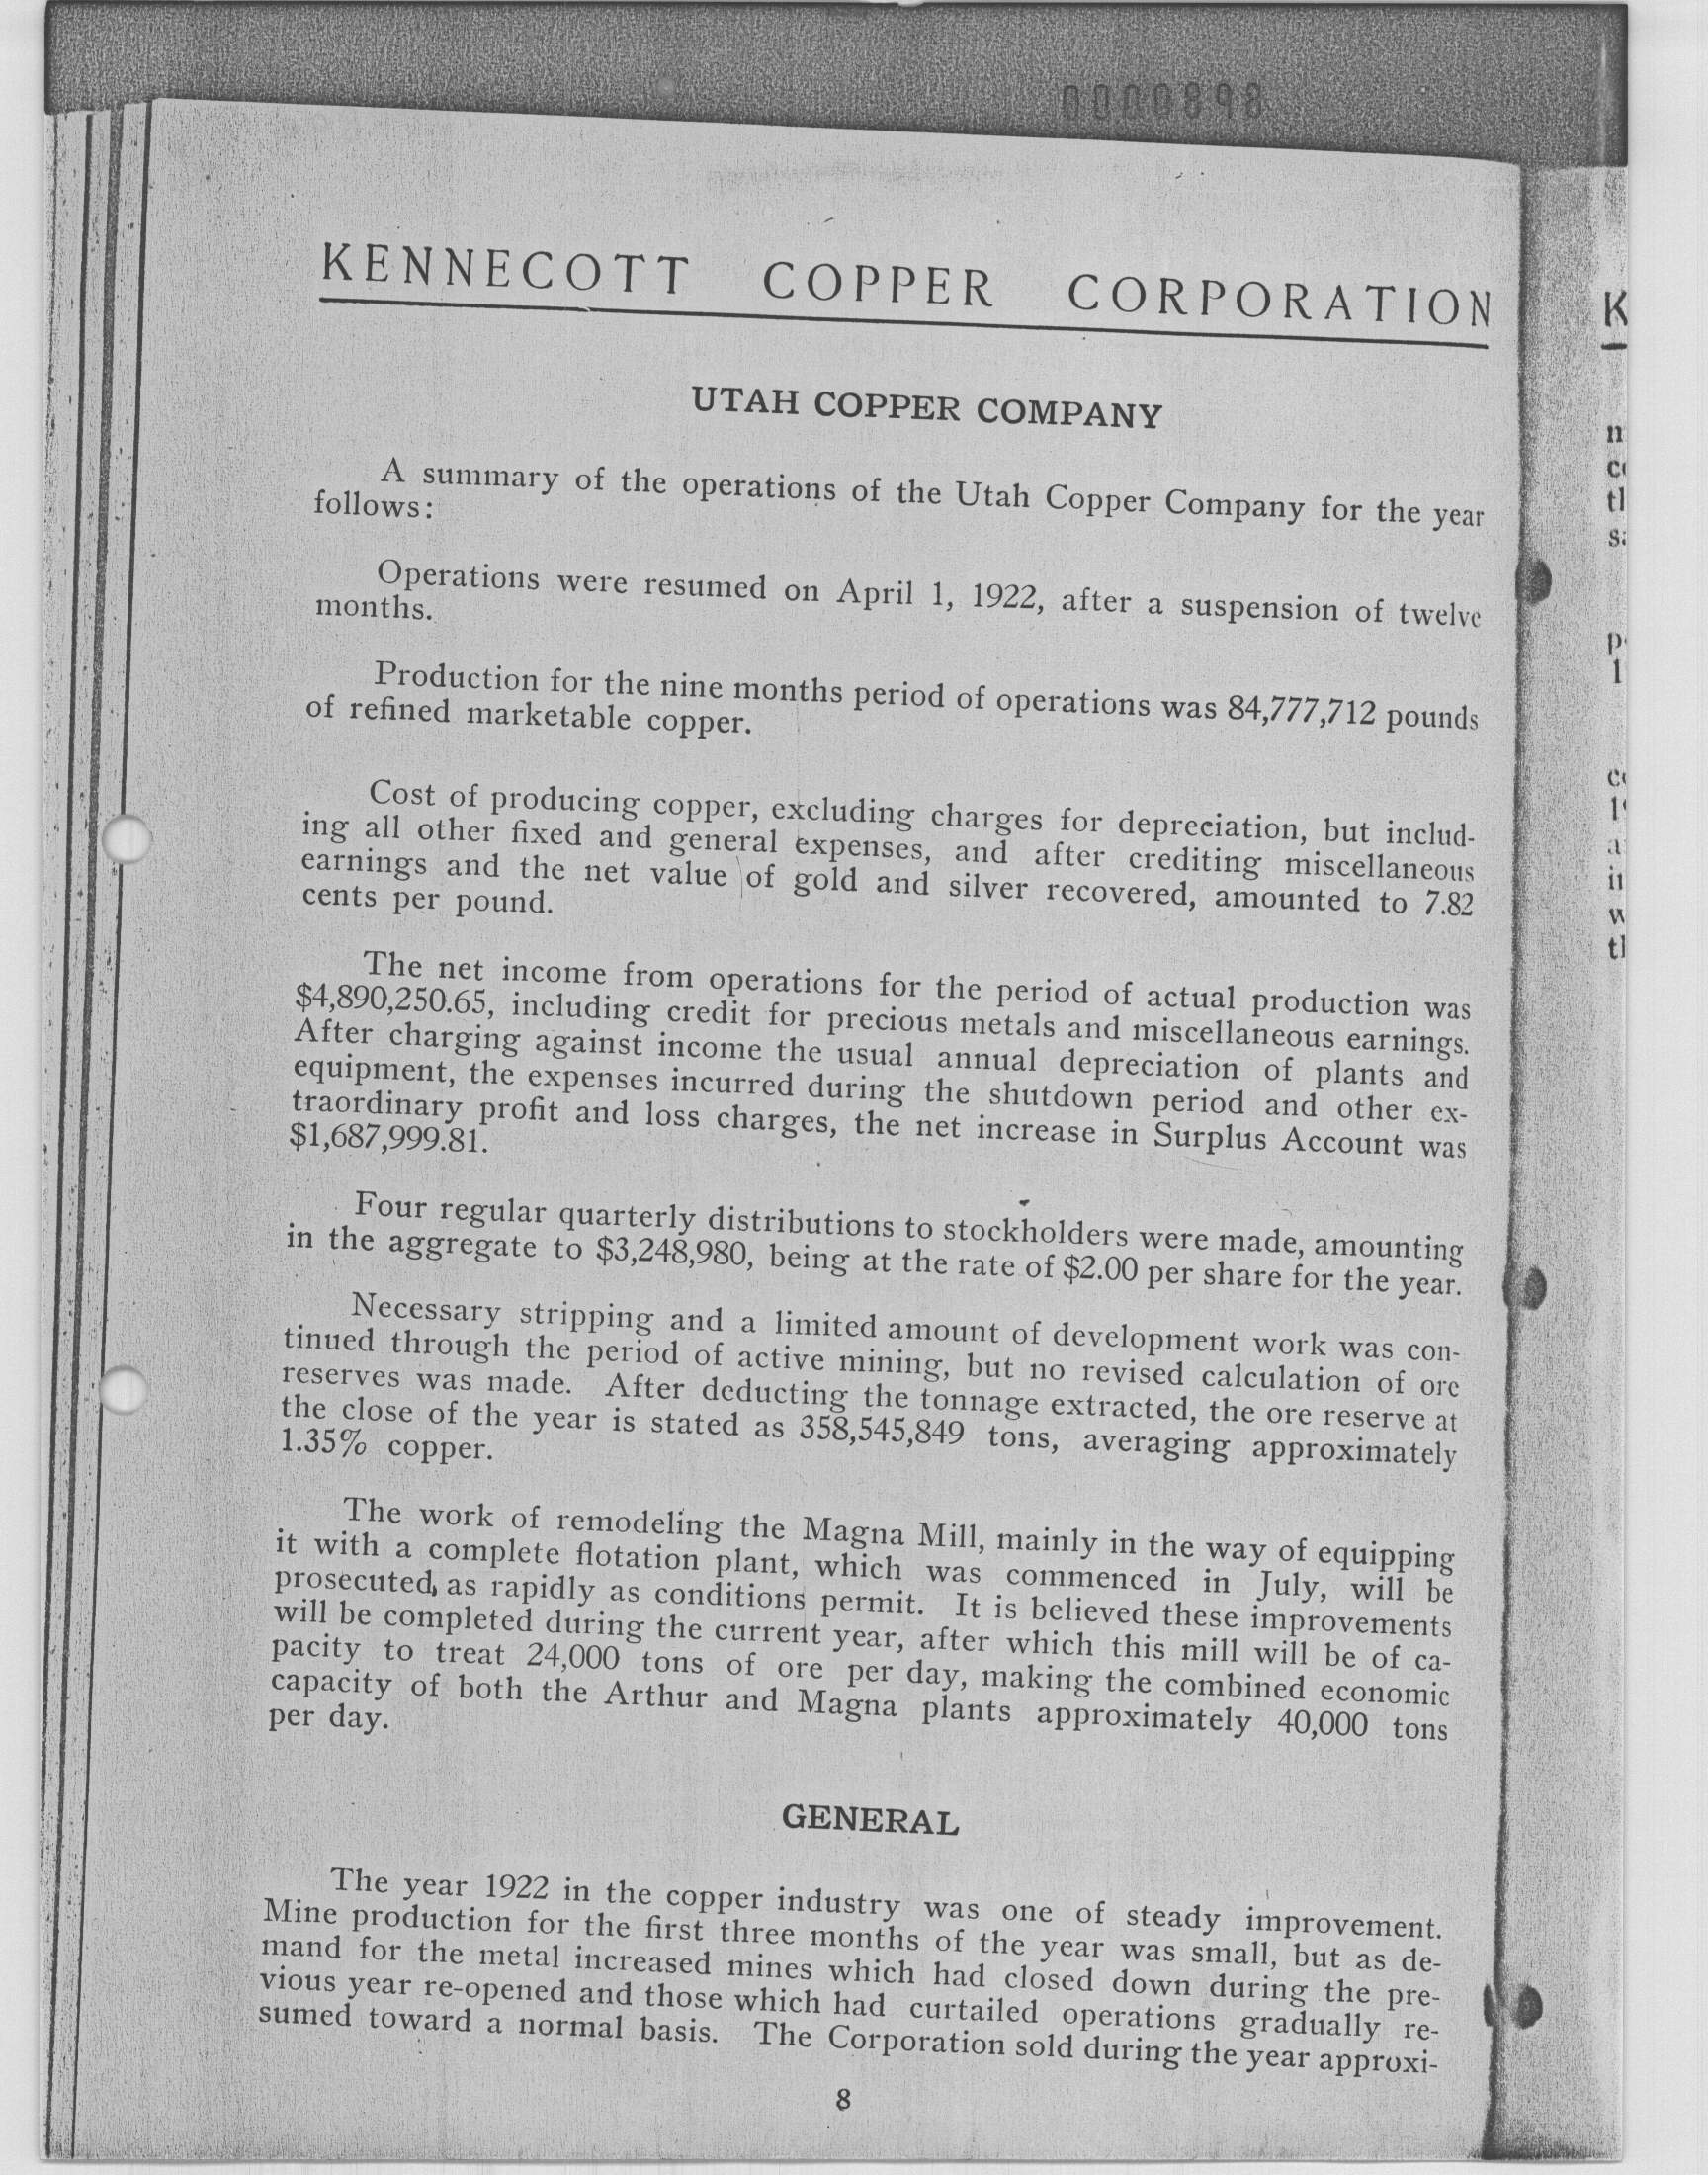 0000898
KENNECOTT COPPER CORPORATION
UTAH COPPER COMPANY
A summary of the operations of the Utah Copper Company for the year
follows:
Operations were resumed on April 1, 1922, after a suspension of twelve
months.
Production for the nine months period of operations was 84,777,712 pounds
of refined marketable copper.
Cost of producing copper, excluding charges for depreciation, but includ-
ing all other fixed and general expenses, and after crediting miscellaneous
earnings and the net value of gold and silver recovered, amounted to 7.82
cents per pound.
The net income from operations for the period of actual production was
$4,890,250.65, including credit for precious metals and miscellaneous earnings.
After charging against income the usual annual depreciation of plants and
equipment, the expenses incurred during the shutdown period and other ex-
traordinary profit and loss charges, the net increase in Surplus Account was
$1,687,999.81.
Four regular quarterly distributions to stockholders were made, amounting
in the aggregate to $3,248,980, being at the rate of $2.00 per share for the year.
Necessary stripping and a limited amount of development work was con-
tinued through the period of active mining, but no revised calculation of ore
reserves was made. After deducting the tonnage extracted, the ore reserve at
the close of the year is stated as 358,545,849 tons, averaging approximately
1.35% copper.
The work of remodeling the Magna Mill, mainly in the way of equipping
it with a complete flotation plant, which was commenced in July, will be
prosecuted, as rapidly as conditions permit. It is believed these improvements
will be completed during the current year, after which this mill will be of ca-
pacity to treat 24,000 tons of ore per day, making the combined economic
capacity of both the Arthur and Magna plants approximately 40,000 tons
per day.
GENERAL
The year 1922 in the copper industry was one of steady improvement.
Mine production for the first three months of the year was small, but as de-
mand for the metal increased mines which had closed down during the pre-
vious year re-opened and those which had curtailed operations gradually re-
sumed toward a normal basis. The Corporation sold during the year approxi-
8